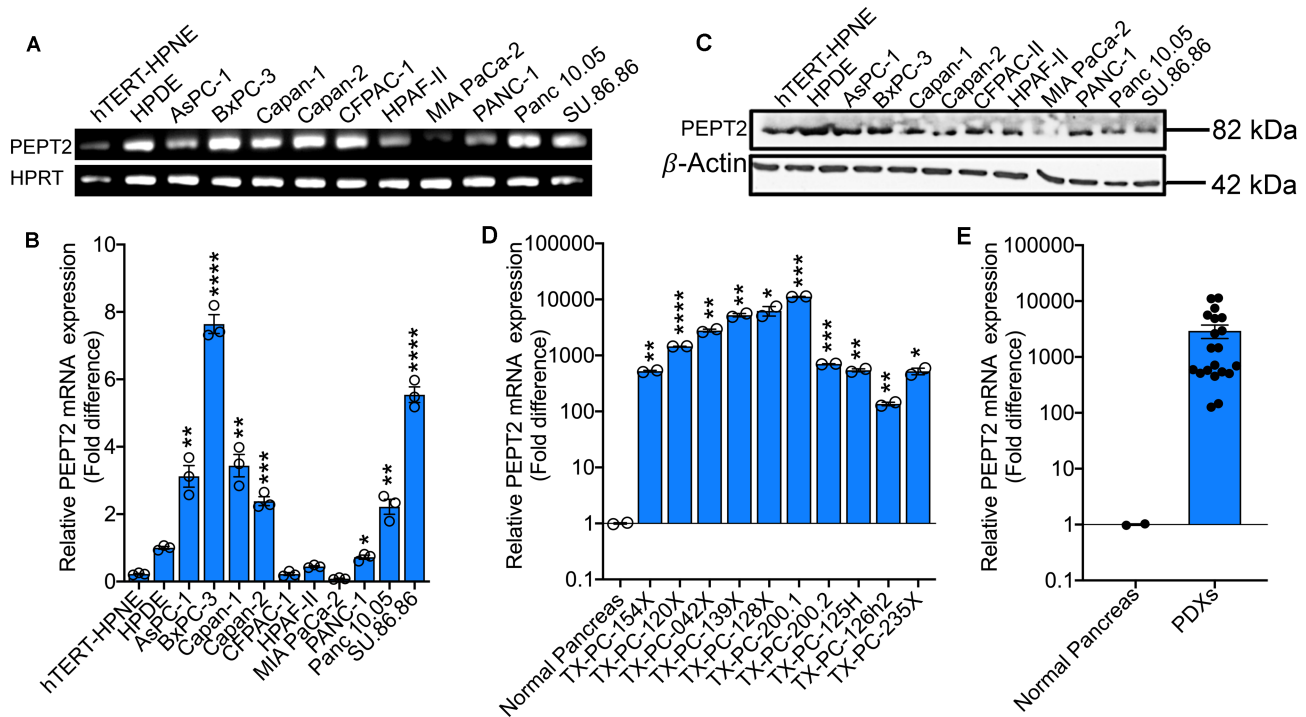 A
hTERT-HPNE
HPDE
AsPC-1
BxPC-3
Capan-1
Capan-2
CFPAC-1
HPAF-II
MIA PaCa-2
PANC-1
Panc 10.05
SU.86.86
PEPT2
HPRT
C
hTERT-HPNE
HPDE
AsPC-1
BxPC-3
Capan-1
Capan-2
CFPAC-II
HPAF-II
MIA PaCa-2
PANC-1
Panc 10.05
SU.86.86
PEPT2
82 kDa
β-Actin
42 kDa
B
Relative PEPT2 mRNA expression
(Fold difference)
10
8
6
4
2
0
**
****
**
***
*
**
****
hTERT-HPNE
HPDE
AsPC-1
BxPC-3
Capan-1
Capan-2
CFPAC-1
HPAF-II
MIA PaCa-2
PANC-1
Panc 10.05
SU.86.86
D
Relative PEPT2 mRNA expression
(Fold difference)
100000
10000
1000
100
10
1
0.1
**
****
**
**
*
***
***
**
**
*
Normal Pancreas
TX-PC-154X
TX-PC-120X
TX-PC-042X
TX-PC-139X
TX-PC-128X
TX-PC-200.1
TX-PC-200.2
TX-PC-125H
TX-PC-126h2
TX-PC-235X
E
Relative PEPT2 mRNA expression
(Fold difference)
100000
10000
1000
100
10
1
0.1
Normal Pancreas
PDXs